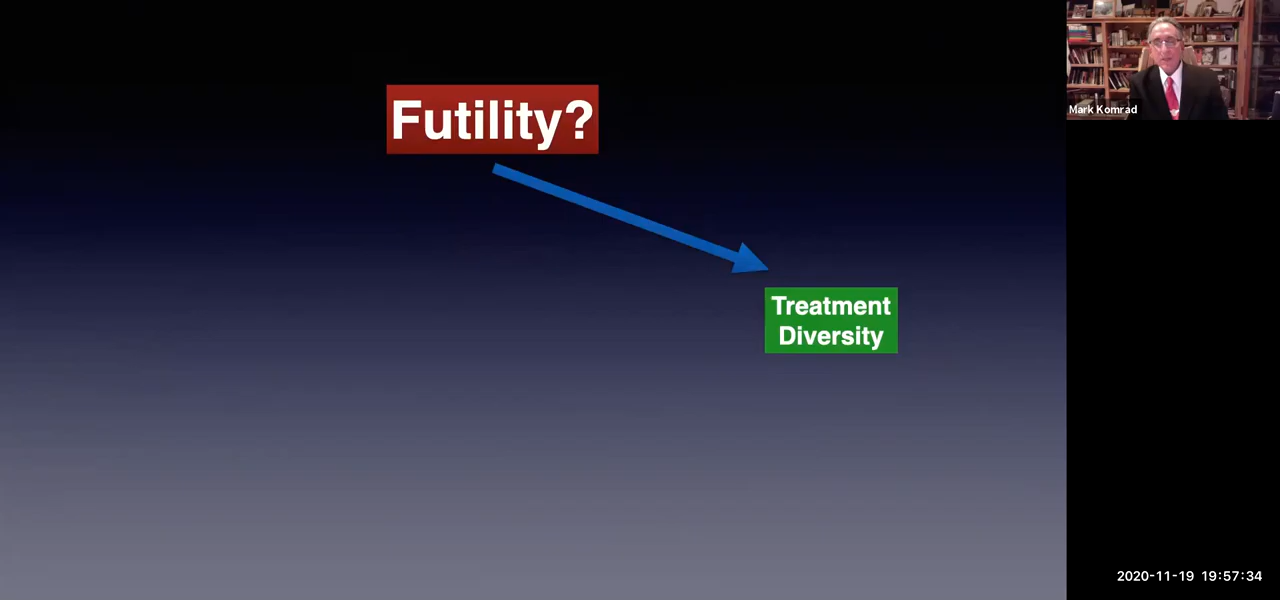 Futility?
Treatment
Diversity
Mark Komrad
2020-11-19 19:57:34